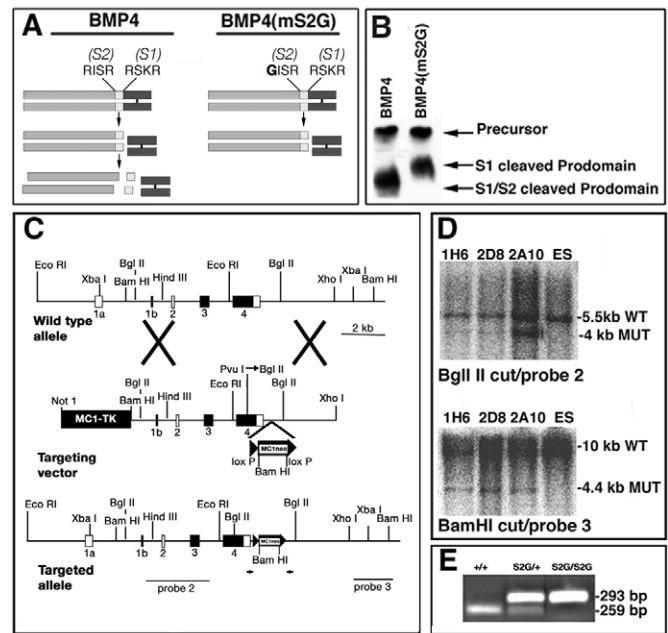 A
BMP4 BMP4(mS2G)
(S2) (S1) (S2) (S1)
RISR RSKR GISR RSKR
B
BMP4
BMP4(mS2G)
Precursor
S1 cleaved Prodomain
S1/S2 cleaved Prodomain
C
Eco RI Xba I Bgl II Bam HI Hind III Eco RI Bgl II Xho I Xba I Bam HI
1a 1b 2 3 4
Wild type
allele
2 kb
Pvu I Bgl II
Not 1 Bgl II Bam HI Hind III Eco RI Bgl II Xho I
MC1-TK
1b 2 3 4
Targeting
vector
lox P MC1neo lox P
Bam HI
Eco RI Xba I Bgl II Bam HI Hind III Eco RI Bgl II Bgl II Xho I Xba I Bam HI
1a 1b 2 3 4 MC1neo
Bam HI
Targeted
allele
probe 2 probe 3
D
1H6 2D8 2A10 ES
-5.5kb WT
-4 kb MUT
BglI II cut/probe 2
1H6 2D8 2A10 ES
-10 kb WT
-4.4 kb MUT
BamHI cut/probe 3
E
+/+ S2G/+ S2G/S2G
-293 bp
-259 bp